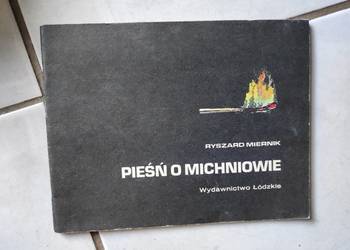 RYSZARD MIERNIK
PIEŚŃ O MICHNIOWIE
Wydawnictwo Łódzkie